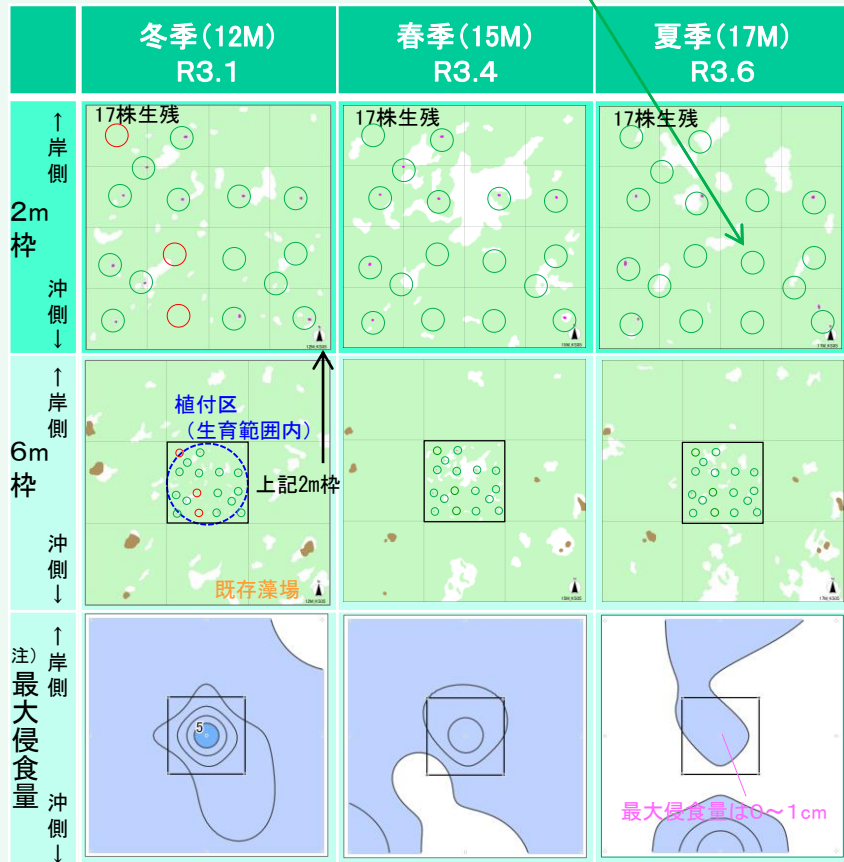 冬季(12M)
R3.1
春季(15M)
R3.4
夏季(17M)
R3.6
↑
岸
側
2m
枠
沖
側
↓
17株生残
17株生残
17株生残
↑
岸
側
6m
枠
沖
側
↓
植付区
(生育範囲内)
上記2m枠
既存藻場
↑
岸
側
注)
最大侵食量
沖
側
↓
5
最大侵食量は0~1cm